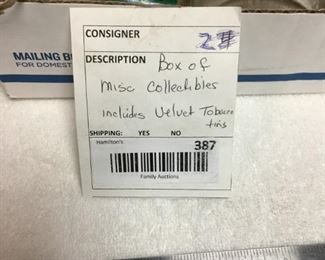 CONSIGNER
DESCRIPTION Box of
misc collectibles
includes Velvet Tobacco
tins
SHIPPING: YES NO
Hamilton's 387
Family Auctions
MAILING B
FOR DOMEST